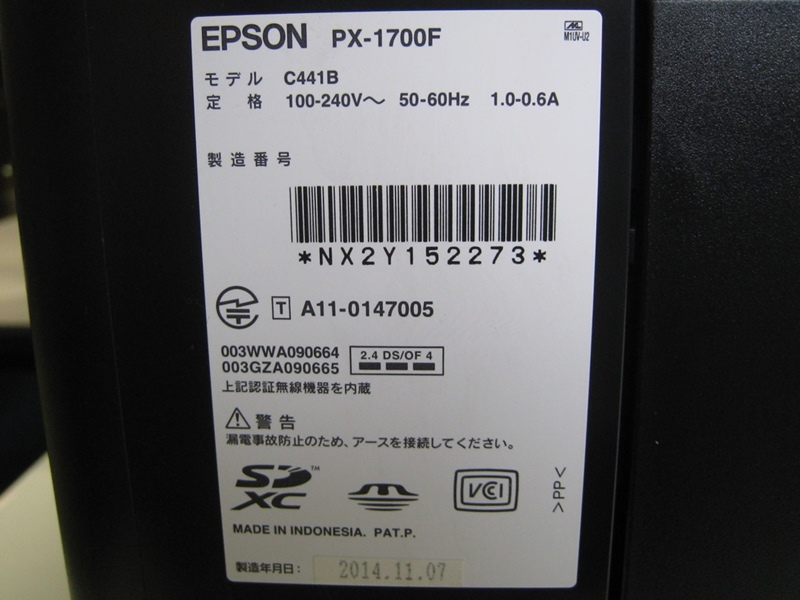 EPSON PX-1700F
M1UV-U2
モデル C441B
定 格 100-240V～ 50-60Hz 1.0-0.6A
製造番号
*NX2Y152273*
T A11-0147005
003WWA090664
003GZA090665
2.4 DS/OF 4
上記認証無線機器を内蔵
警告
漏電事故防止のため、アースを接続してください。
SD XC TM
VCCI
>PP<
MADE IN INDONESIA. PAT.P.
製造年月日: 2014.11.07